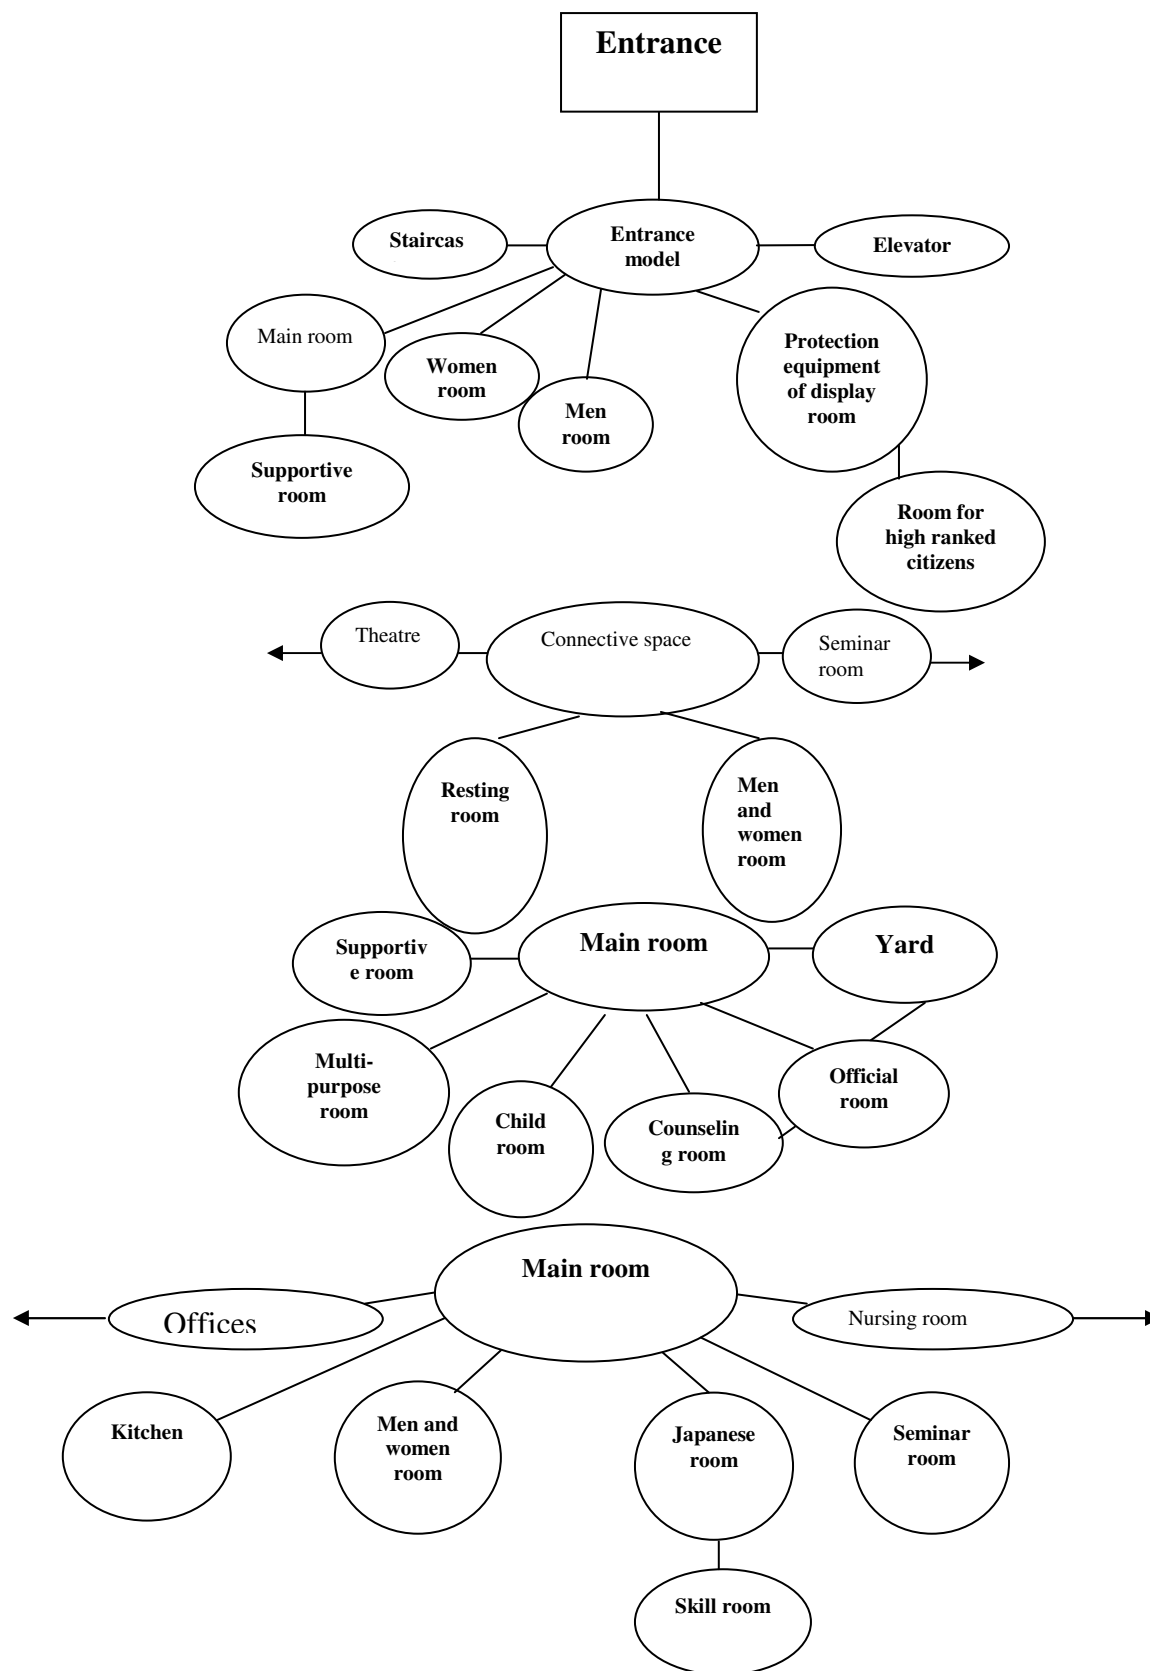 Entrance
Staircas
Entrance
model
Elevator
Main room
Women
room
Men
room
Protection
equipment
of display
room
Supportive
room
Room for
high ranked
citizens
Theatre
Connective space
Seminar
room
Resting
room
Men
and
women
room
Supportiv
e room
Main room
Yard
Multi-
purpose
room
Child
room
Counselin
g room
Official
room
Main room
Offices
Nursing room
Kitchen
Men and
women
room
Japanese
room
Seminar
room
Skill room